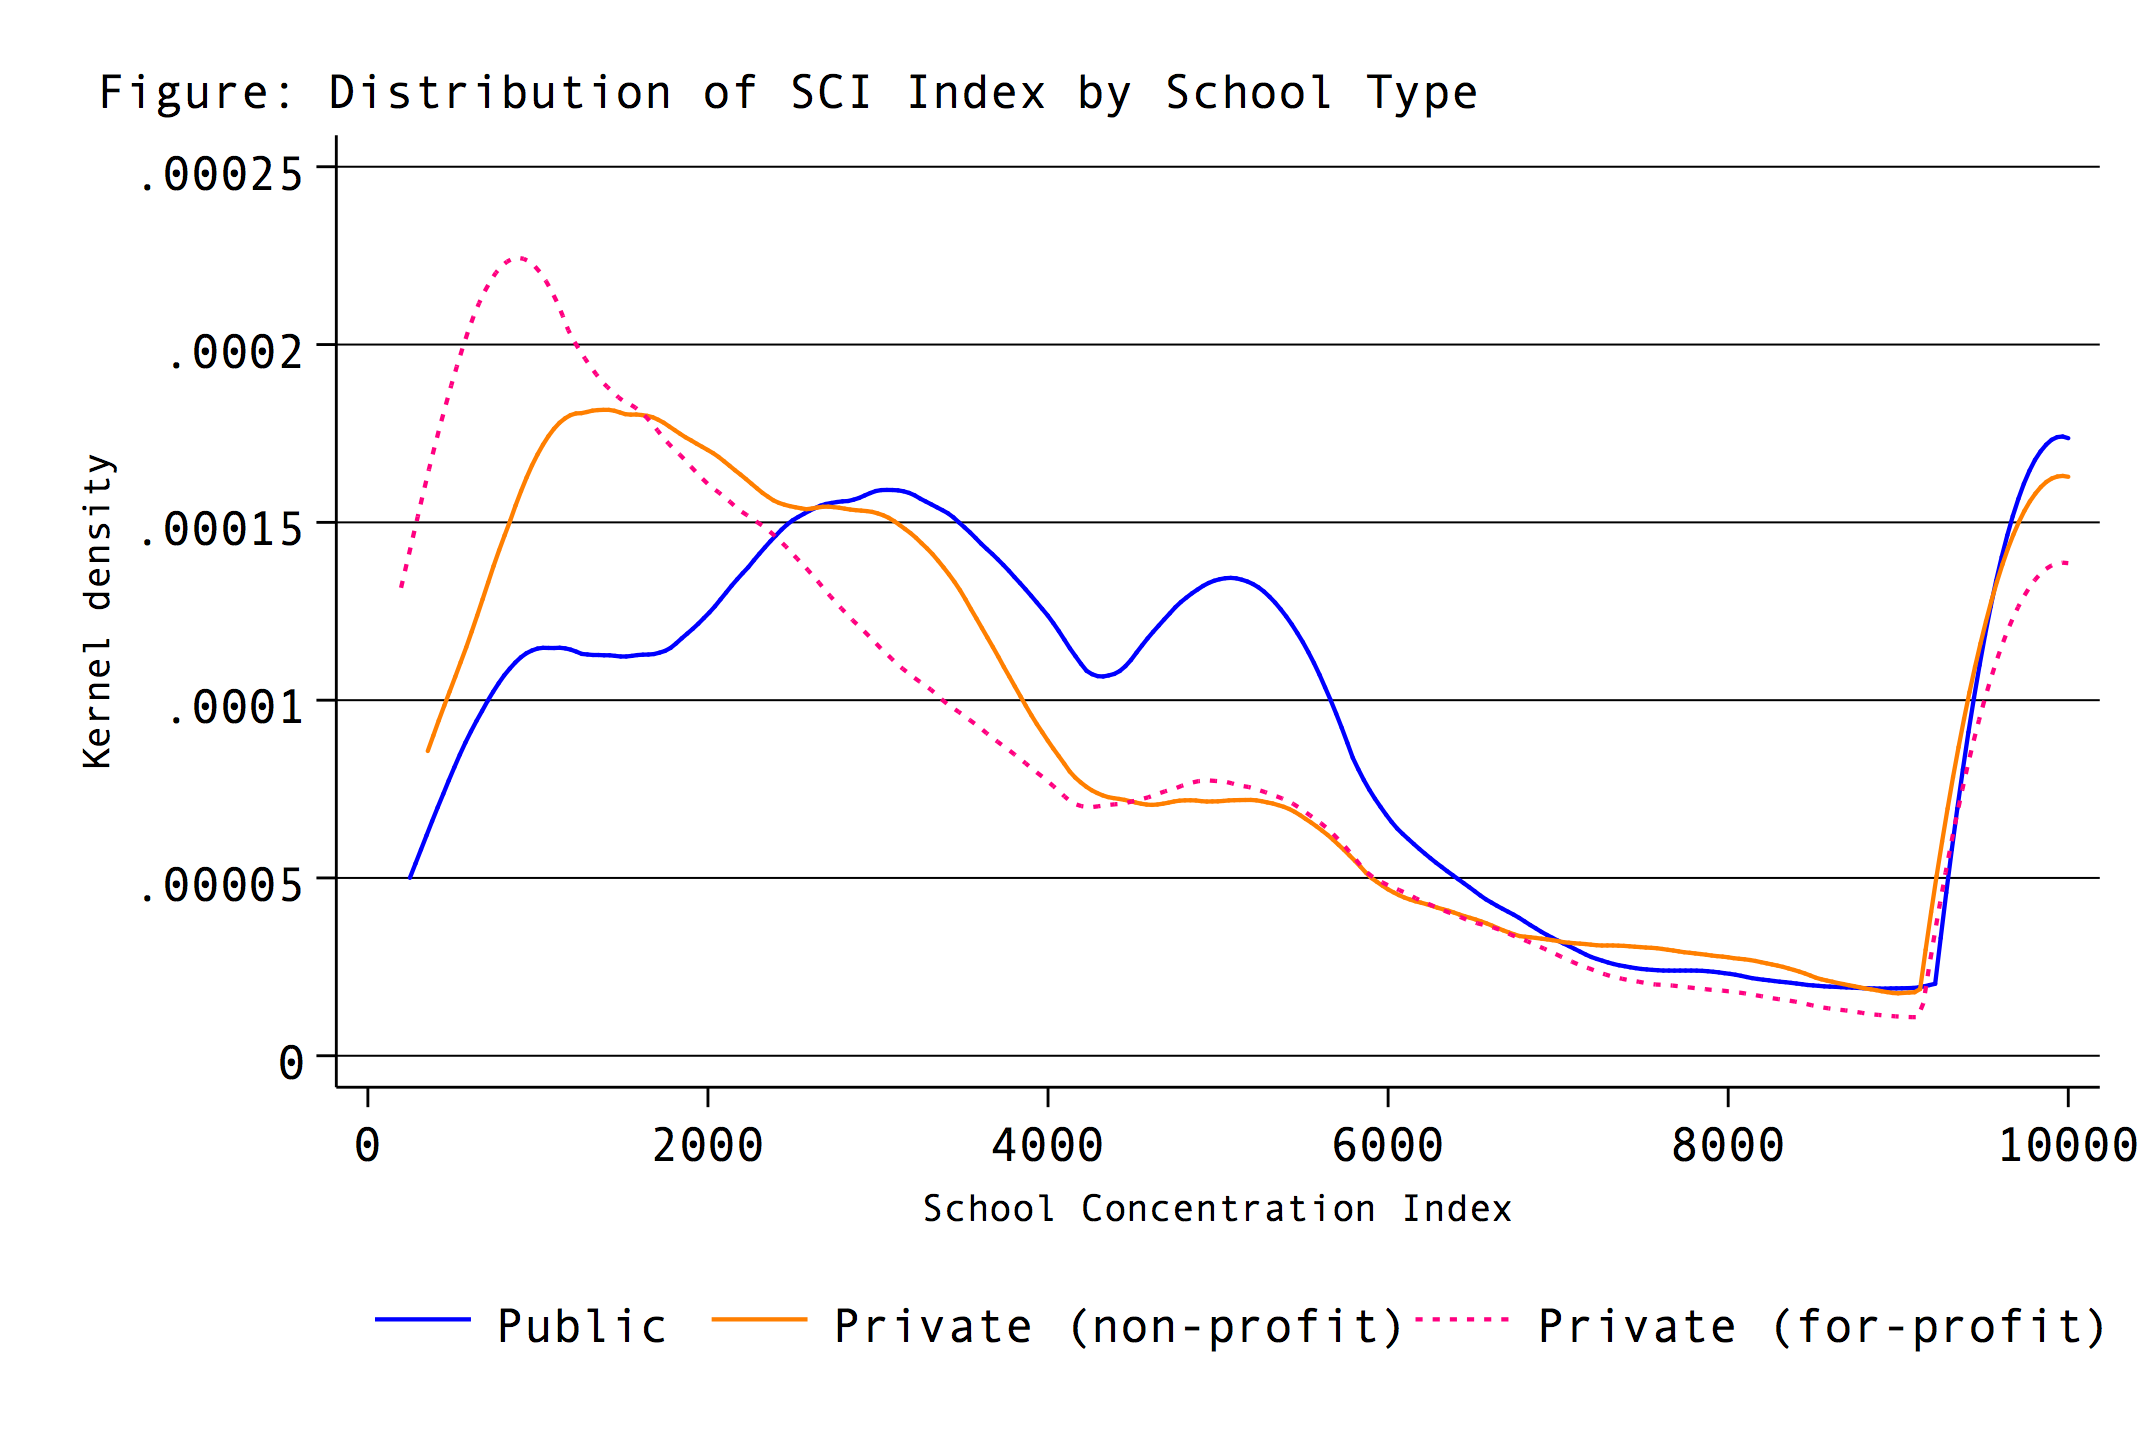 Figure: Distribution of SCI Index by School Type
.00025
.0002
.00015
.0001
.00005
0
Kernel density
0 2000 4000 6000 8000 10000
School Concentration Index
Public Private (non-profit) Private (for-profit)